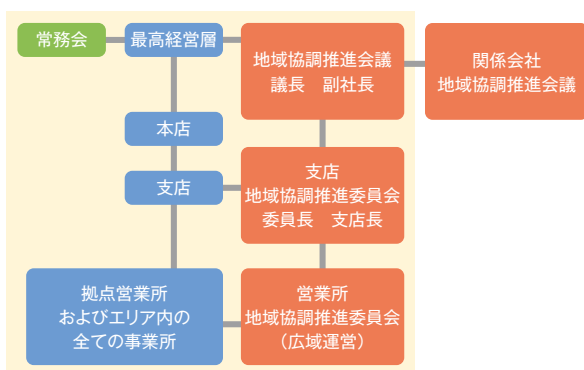 常務会
最高経営層
地域協調推進会議
議長　副社長
関係会社
地域協調推進会議
本店
支店
支店
地域協調推進委員会
委員長　支店長
拠点営業所
およびエリア内の
全ての事業所
営業所
地域協調推進委員会
（広域運営）